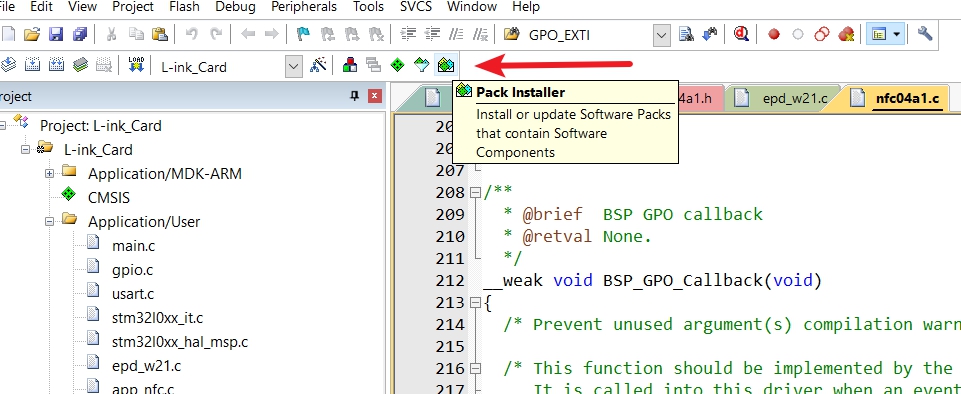 File Edit View Project Flash Debug Peripherals Tools SVCS Window Help
GPO_EXTI
LOAD L-ink_Card
Project
Pack Installer
Install or update Software Packs
that contain Software
Components
4a1.h epd_w21.c nfc04a1.c
Project: L-ink_Card
L-ink_Card
Application/MDK-ARM
CMSIS
Application/User
main.c
gpio.c
usart.c
stm32l0xx_it.c
stm32l0xx_hal_msp.c
epd_w21.c
app_nfc.c
207
208 /**
209 * @brief BSP GPO callback
210 * @retval None.
211 */
212 __weak void BSP_GPO_Callback(void)
213 {
214 /* Prevent unused argument(s) compilation warn
215
216 /* This function should be implemented by the
217 It is called into this driver when an event